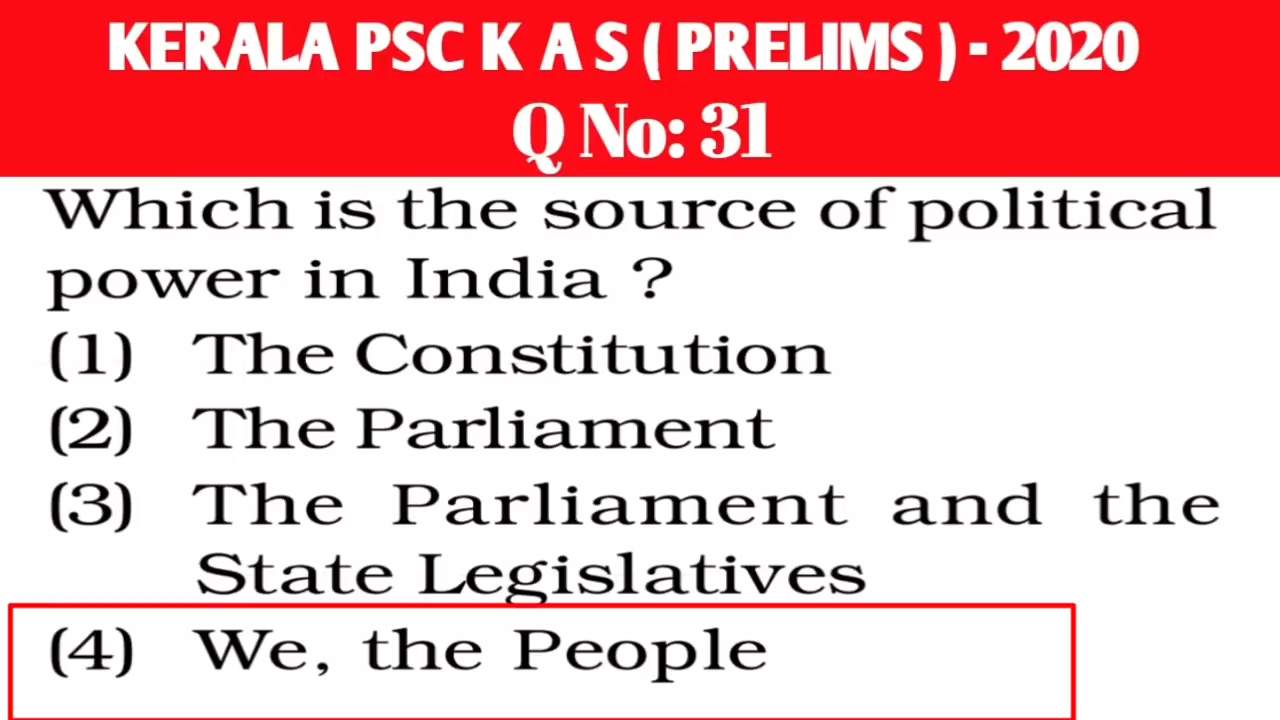 KERALA PSC K A S ( PRELIMS ) - 2020
Q No: 31
Which is the source of political
power in India ?
(1) The Constitution
(2) The Parliament
(3) The Parliament and the
State Legislatives
(4) We, the People